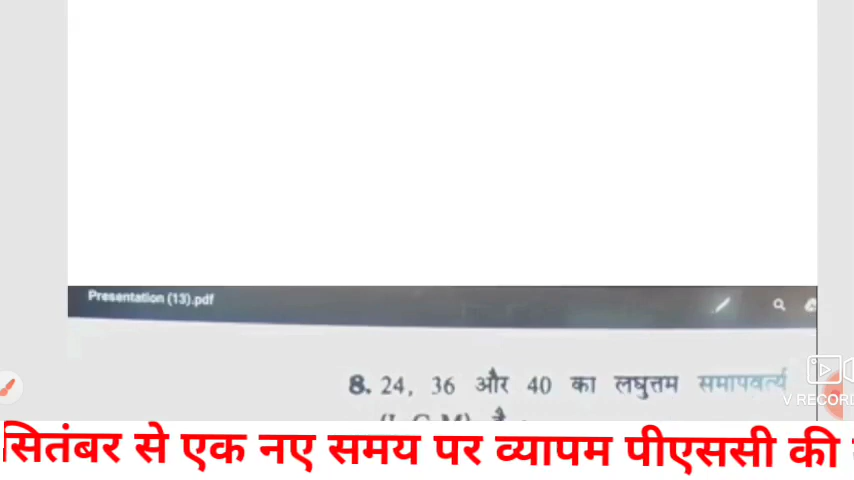 Presentation (13).pdf
8. 24, 36 और 40 का लघुत्तम समापवर्त्य
(L.C.M) है
V RECORD
सितंबर से एक नए समय पर व्यापम पीएससी की